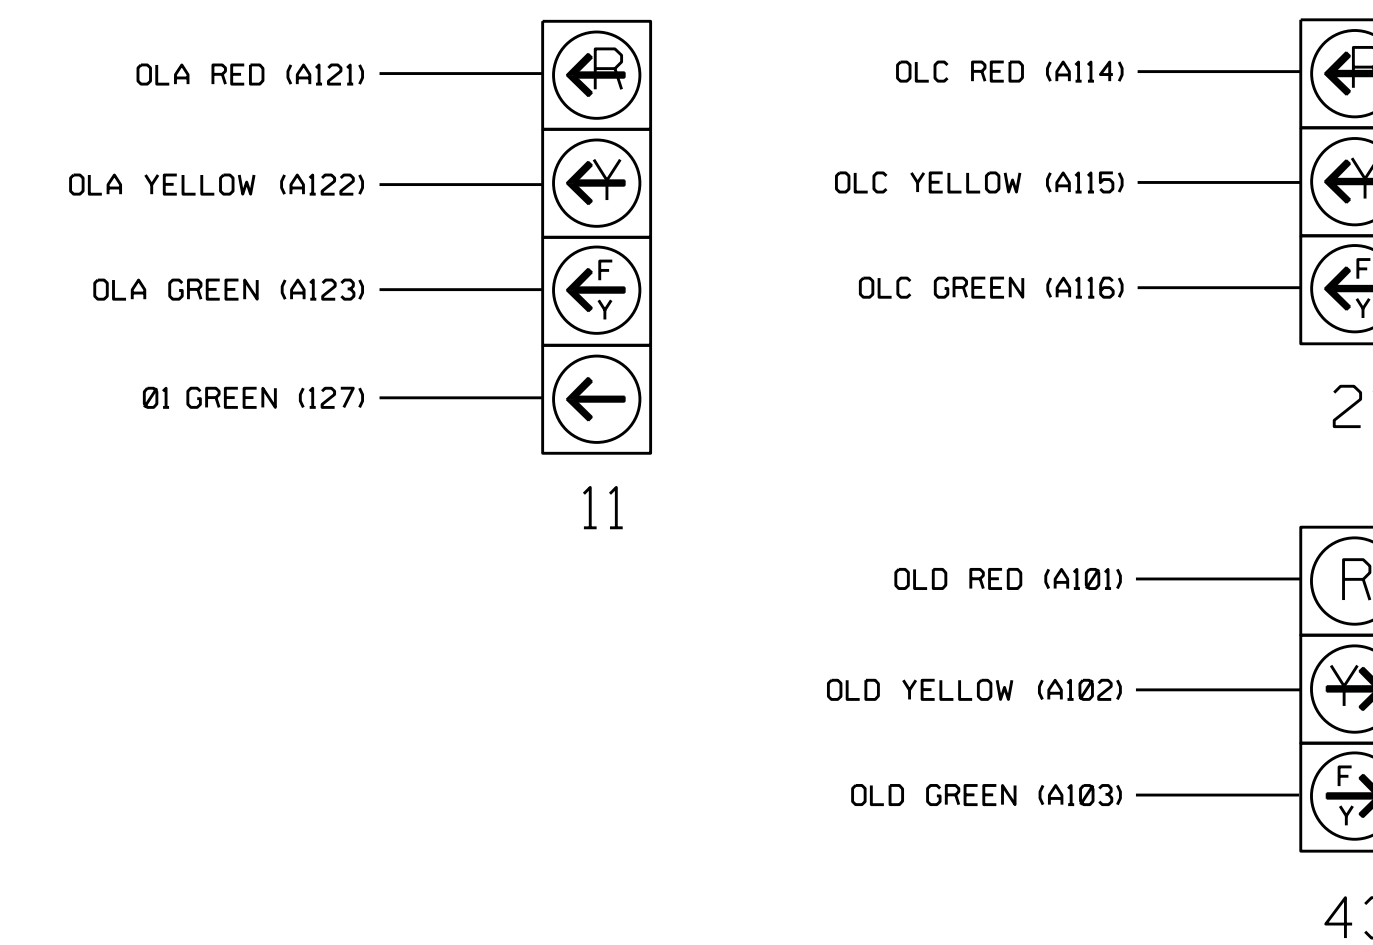 OLA RED (A121)
R
OLA YELLOW (A122)
Y
OLA GREEN (A123)
F
Y
Ø1 GREEN (127)
11
OLC RED (A114)
OLC YELLOW (A115)
Y
OLC GREEN (A116)
F
Y
2
OLD RED (A1Ø1)
R
OLD YELLOW (A1Ø2)
Y
OLD GREEN (A1Ø3)
F
Y
43